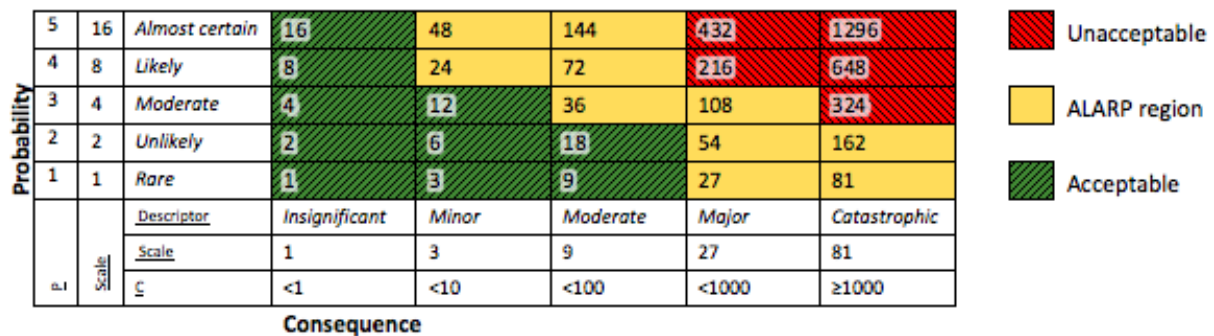 5 16 Almost certain 16 48 144 432 1296
4 8 Likely 8 24 72 216 648
3 4 Moderate 4 12 36 108 324
2 2 Unlikely 2 6 18 54 162
1 1 Rare 1 3 9 27 81
Probability
Descriptor Insignificant Minor Moderate Major Catastrophic
Scale 1 3 9 27 81
P Scale C <1 <10 <100 <1000 ≥1000
Consequence
Unacceptable
ALARP region
Acceptable